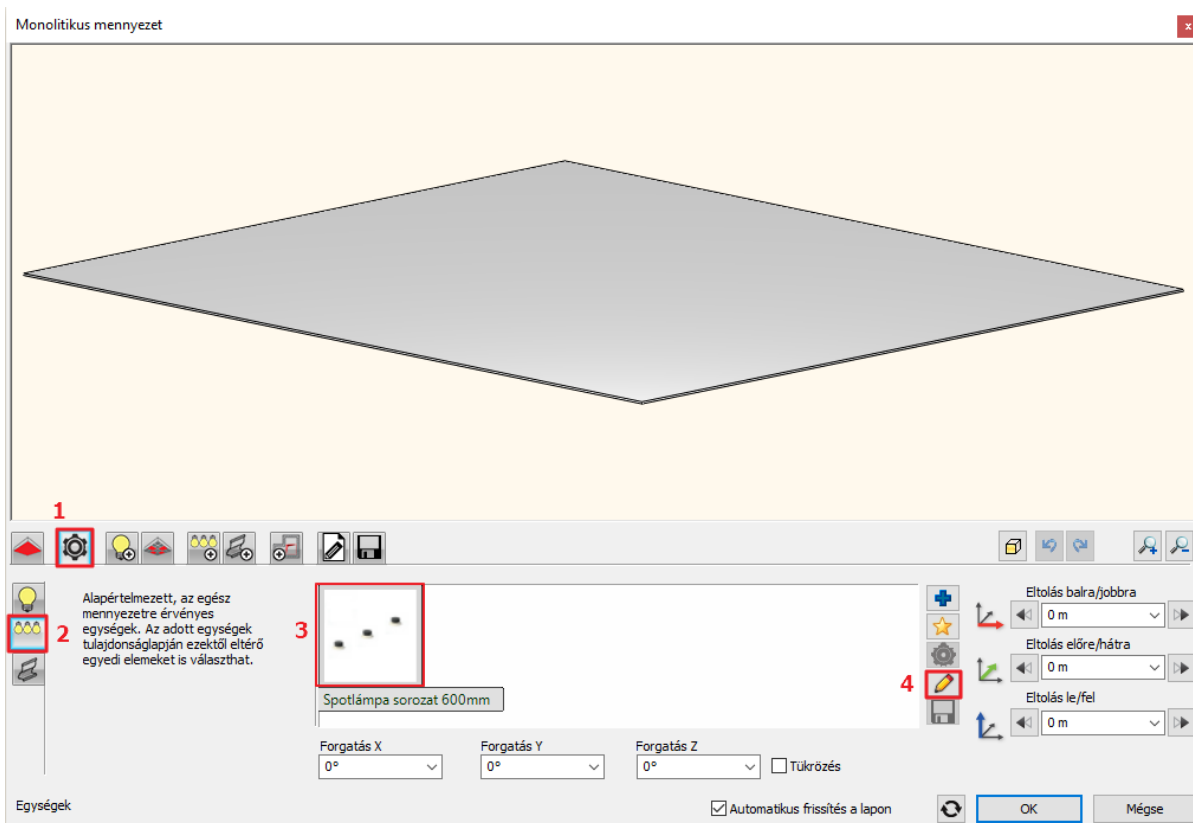 Monolitikus mennyezet
x
1
2
Alapértelmezett, az egész
mennyezetre érvényes
egységek. Az adott egységek
tulajdonságlapján ezektől eltérő
egyedi elemeket is választhat.
3
Spotlámpa sorozat 600mm
4
Eltolás balra/jobbra
0 m
Eltolás előre/hátra
0 m
Eltolás le/fel
0 m
Forgatás X
0°
Forgatás Y
0°
Forgatás Z
0°
Tükrözés
Egységek
Automatikus frissítés a lapon
OK
Mégse